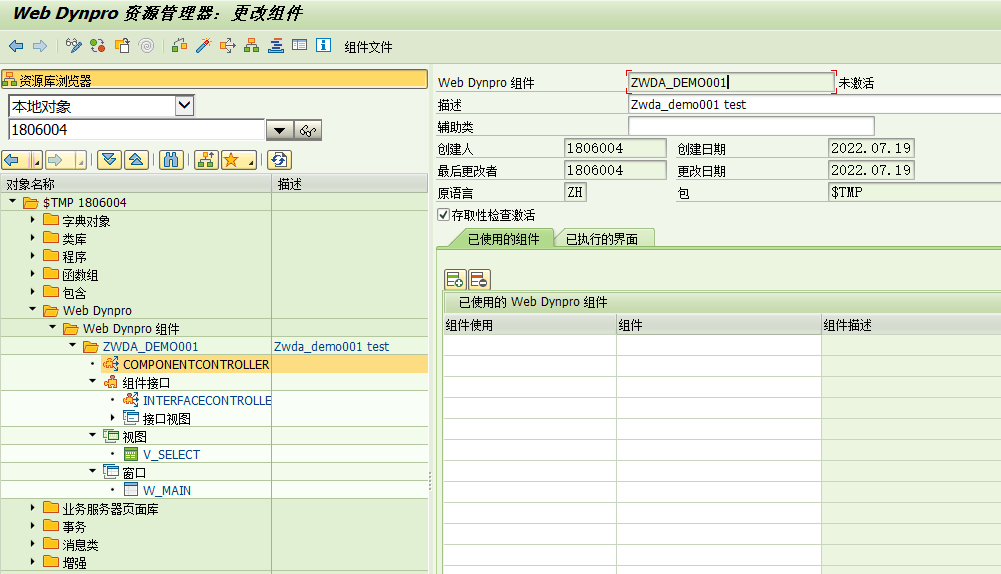 Web Dynpro 资源管理器：更改组件
组件文件
资源库浏览器
本地对象
1806004
对象名称 描述
$TMP 1806004
字典对象
类库
程序
函数组
包含
Web Dynpro
Web Dynpro 组件
ZWDA_DEMO001 Zwda_demo001 test
COMPONENTCONTROLLER
组件接口
INTERFACECONTROLLE
接口视图
视图
V_SELECT
窗口
W_MAIN
业务服务器页面库
事务
消息类
增强
Web Dynpro 组件 ZWDA_DEMO001 未激活
描述 Zwda_demo001 test
辅助类
创建人 1806004 创建日期 2022.07.19
最后更改者 1806004 更改日期 2022.07.19
原语言 ZH 包 $TMP
存取性检查激活
已使用的组件 已执行的界面
已使用的 Web Dynpro 组件
组件使用 组件 组件描述